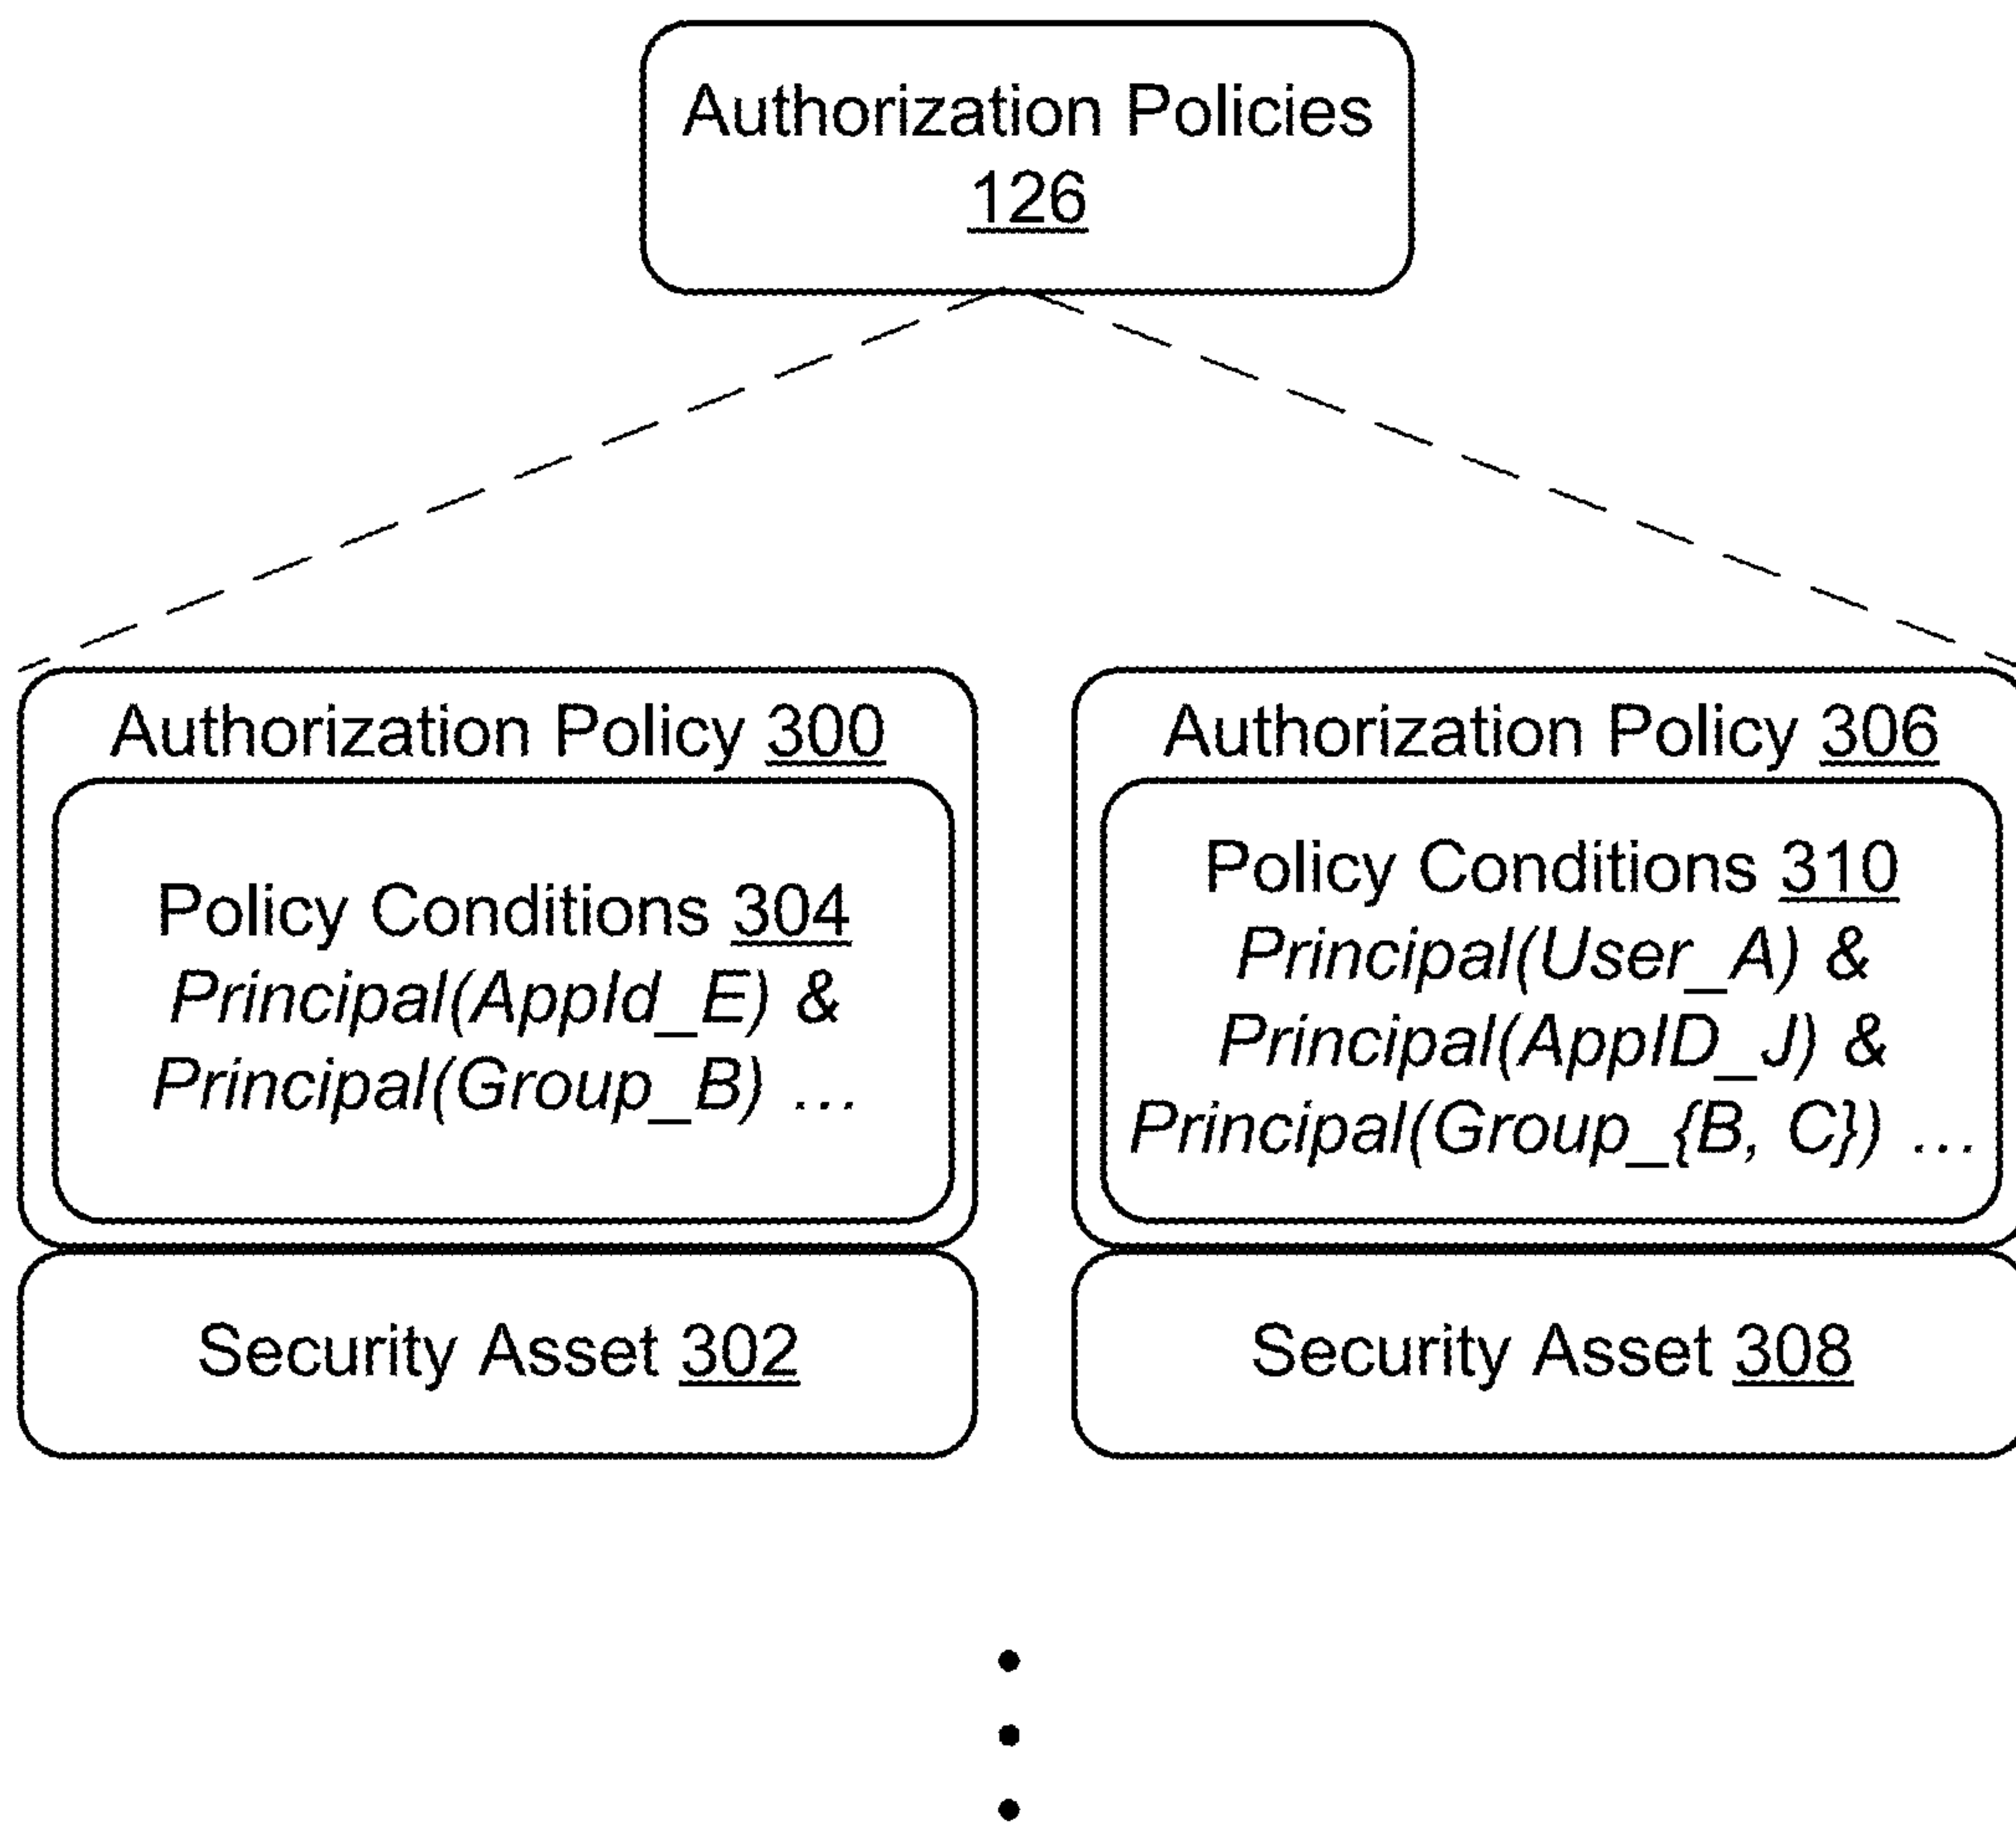 Authorization Policies
126
Authorization Policy 300
Policy Conditions 304
Principal(AppId_E) &
Principal(Group_B) ...
Security Asset 302
Authorization Policy 306
Policy Conditions 310
Principal(User_A) &
Principal(AppID_J) &
Principal(Group_{B, C}) ...
Security Asset 308